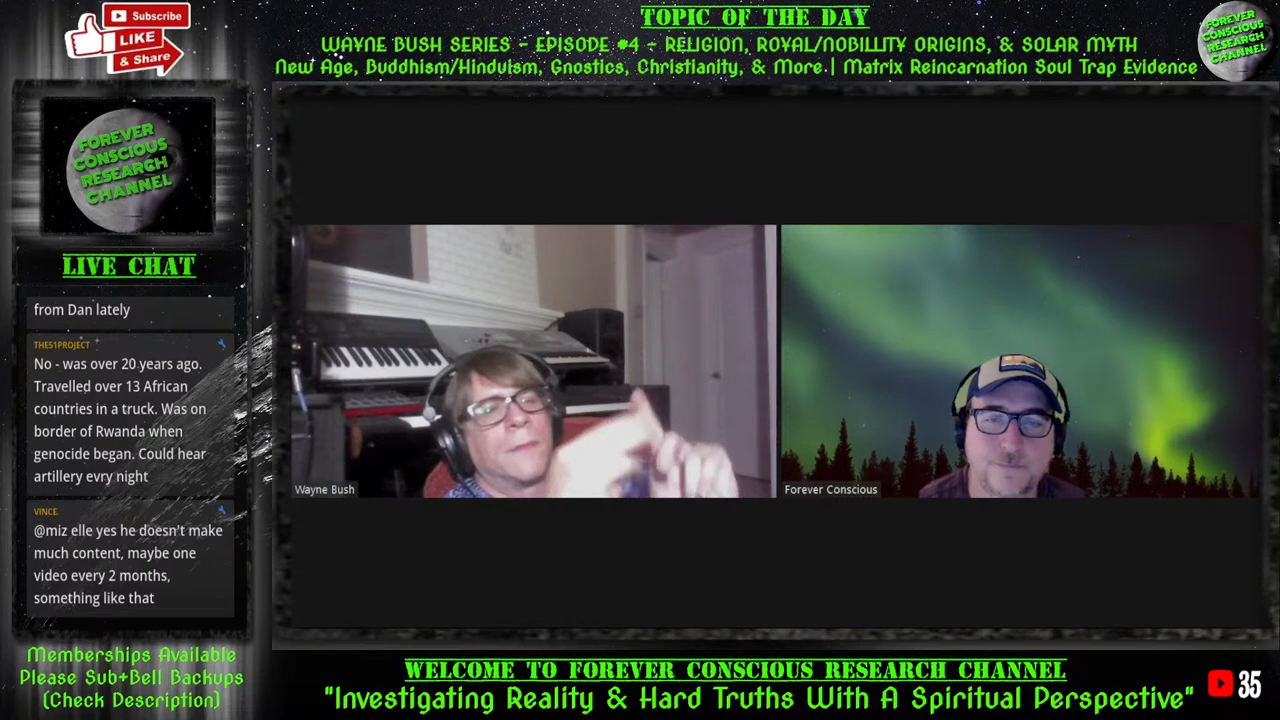 Subscribe
LIKE
& Share
TOPIC OF THE DAY
WAYNE BUSH SERIES - EPISODE #4 - RELIGION, ROYAL/NOBILLITY ORIGINS, & SOLAR MYTH
New Age, Buddhism/Hinduism, Gnostics, Christianity, & More | Matrix Reincarnation Soul Trap Evidence
FOREVER
CONSCIOUS
RESEARCH
CHANNEL
FOREVER
CONSCIOUS
RESEARCH
CHANNEL
LIVE CHAT
from Dan lately
THE51PROJECT
No - was over 20 years ago.
Travelled over 13 African
countries in a truck. Was on
border of Rwanda when
genocide began. Could hear
artillery evry night
VINCE.
@miz elle yes he doesn't make
much content, maybe one
video every 2 months,
something like that
Memberships Available
Please Sub+Bell Backups
(Check Description)
Wayne Bush
Forever Conscious
WELCOME TO FOREVER CONSCIOUS RESEARCH CHANNEL
"Investigating Reality & Hard Truths With A Spiritual Perspective"
35